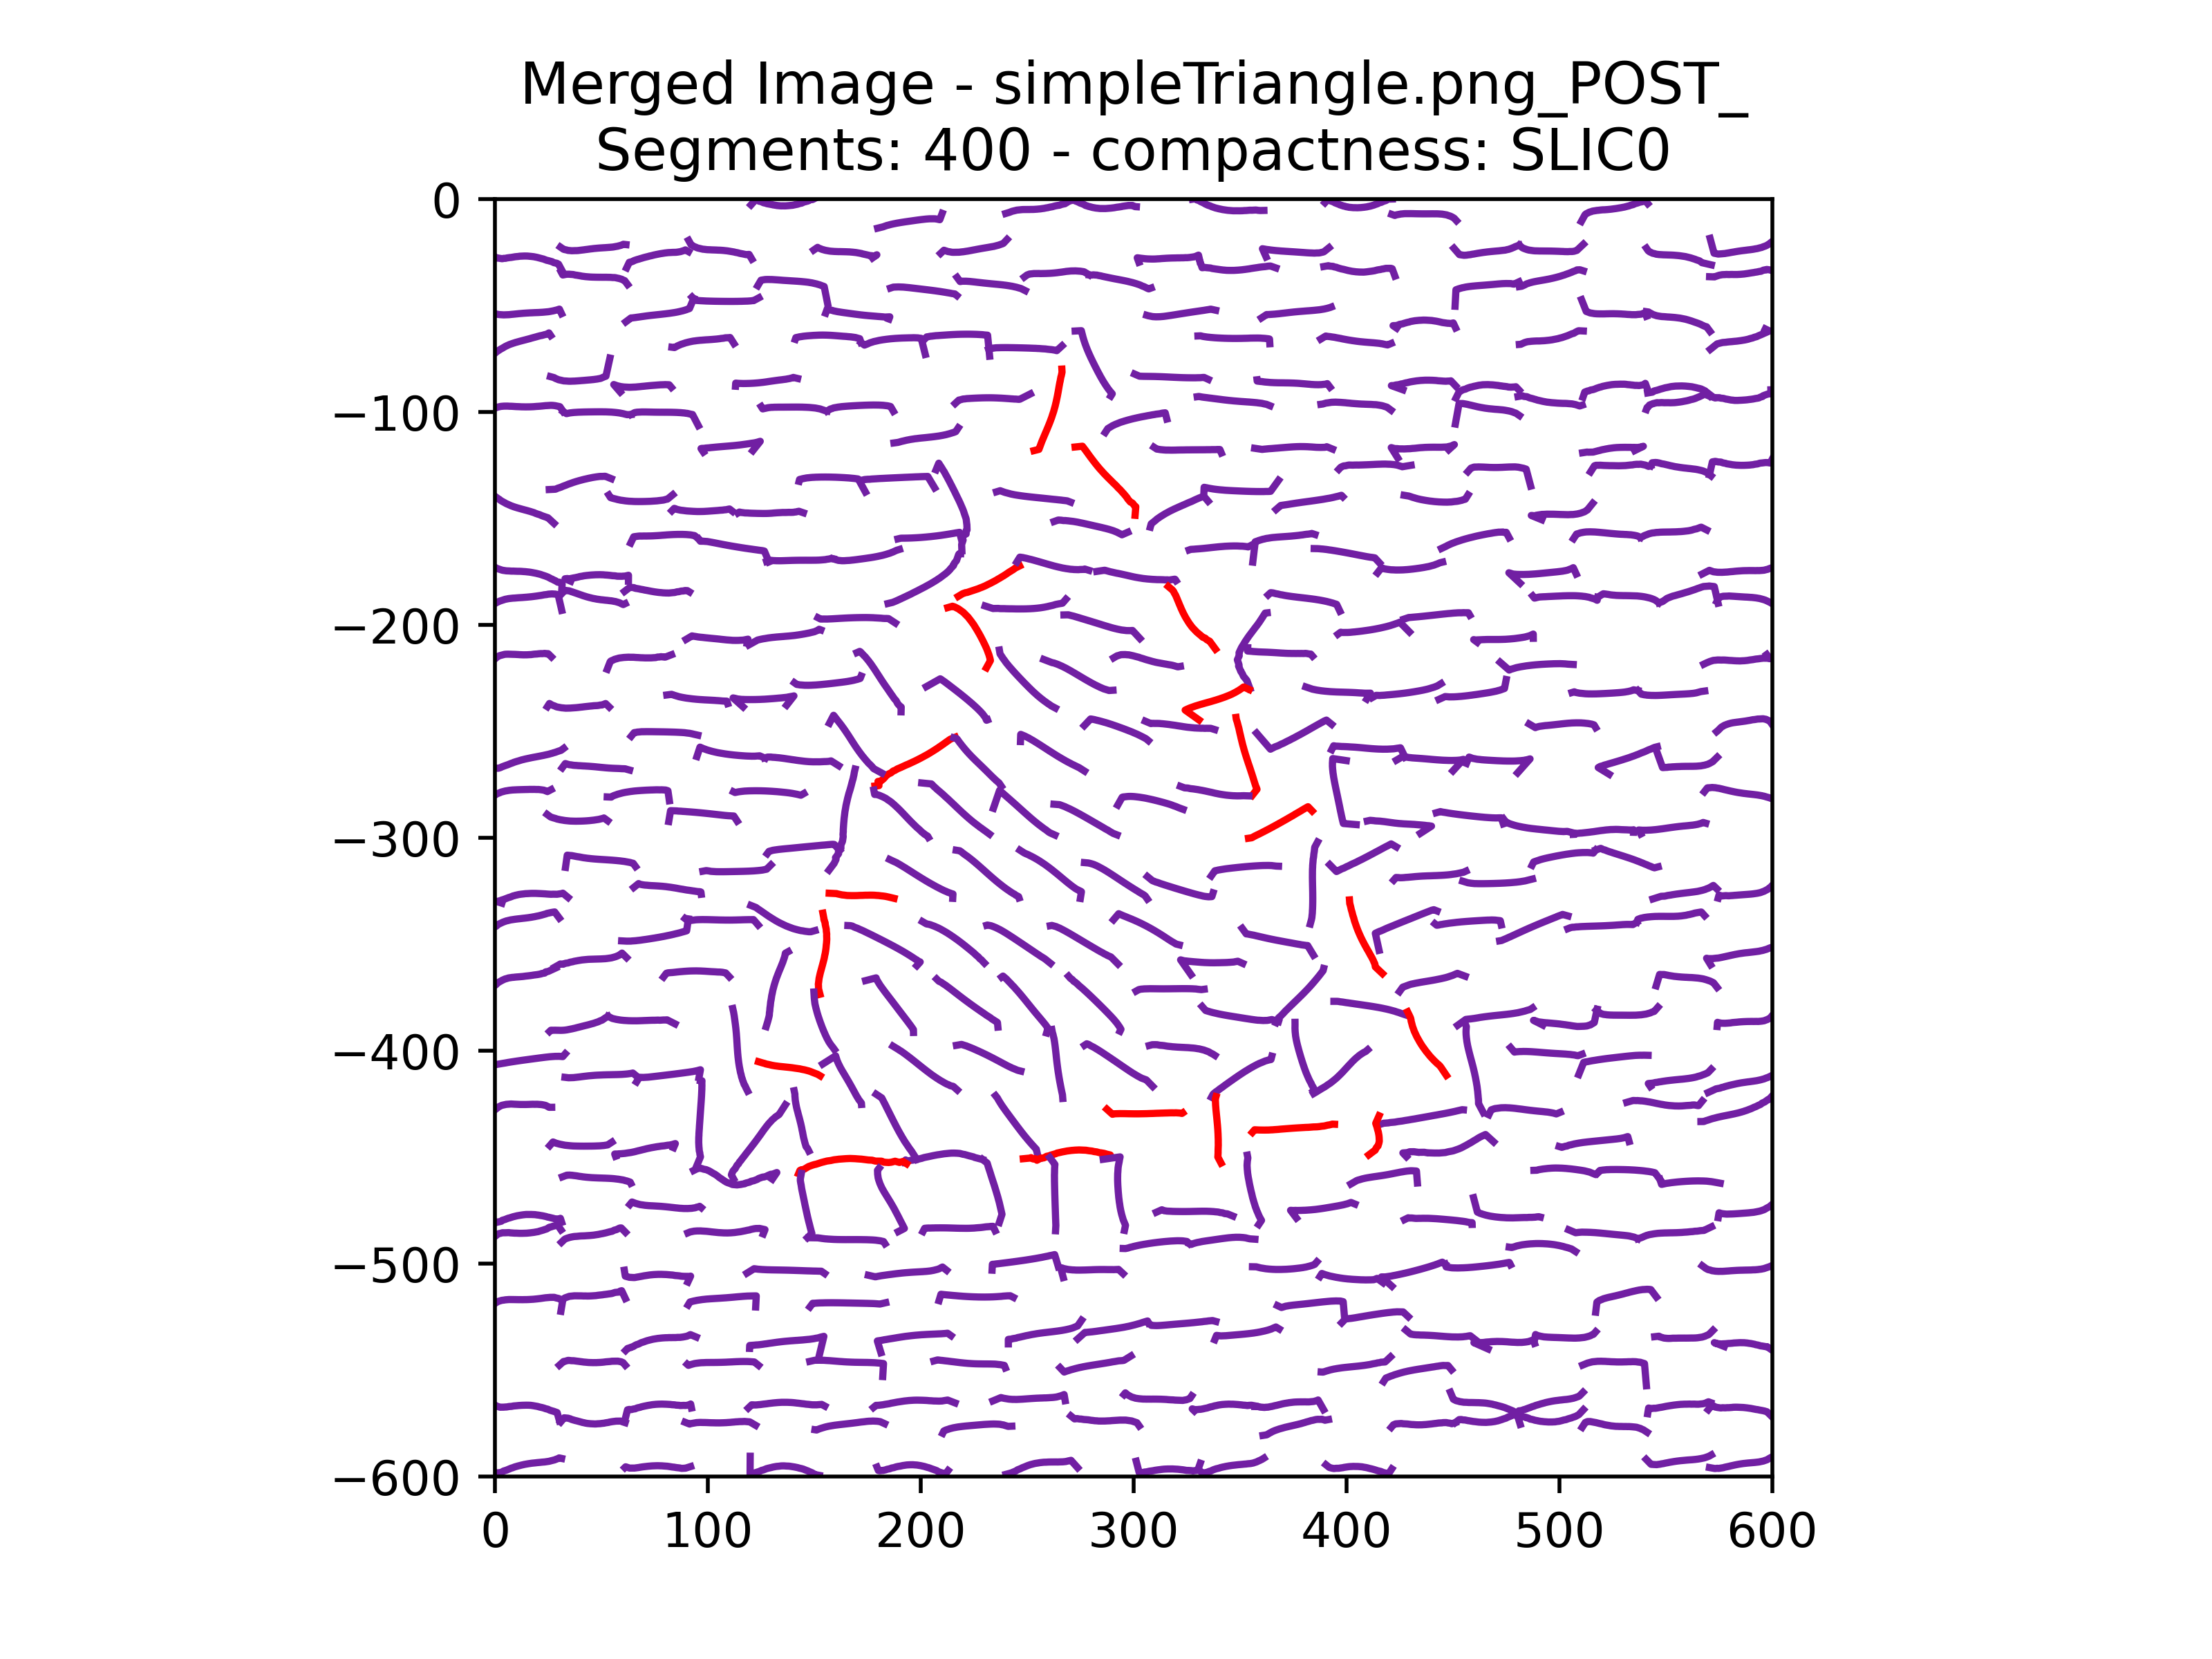 Merged Image - simpleTriangle.png_POST_
Segments: 400 - compactness: SLIC0
0
−100
−200
−300
−400
−500
−600
0 100 200 300 400 500 600